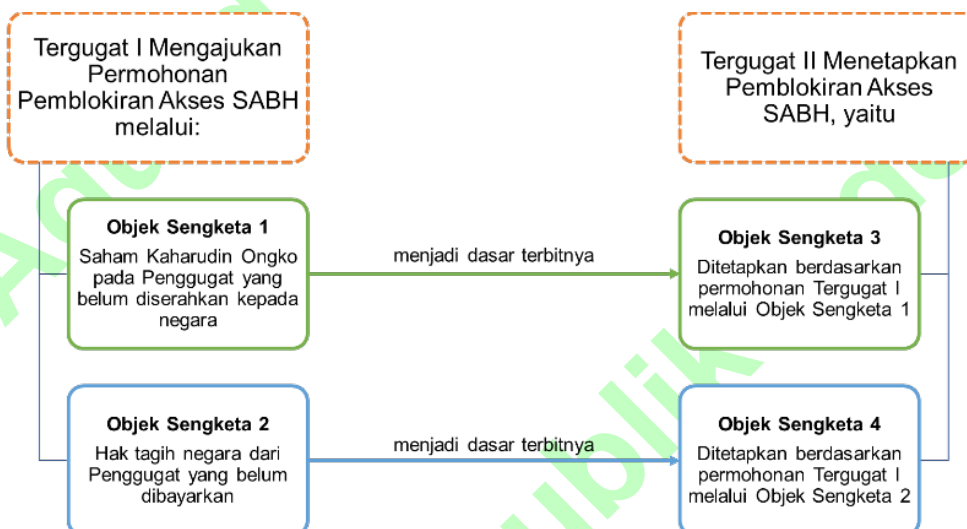 Tergugat I Mengajukan
Permohonan
Pemblokiran Akses SABH
melalui:
Tergugat II Menetapkan
Pemblokiran Akses
SABH, yaitu
Objek Sengketa 1
Saham Kaharudin Ongko
pada Penggugat yang
belum diserahkan kepada
negara
menjadi dasar terbitnya
Objek Sengketa 3
Ditetapkan berdasarkan
permohonan Tergugat I
melalui Objek Sengketa 1
Objek Sengketa 2
Hak tagih negara dari
Penggugat yang belum
dibayarkan
menjadi dasar terbitnya
Objek Sengketa 4
Ditetapkan berdasarkan
permohonan Tergugat I
melalui Objek Sengketa 2